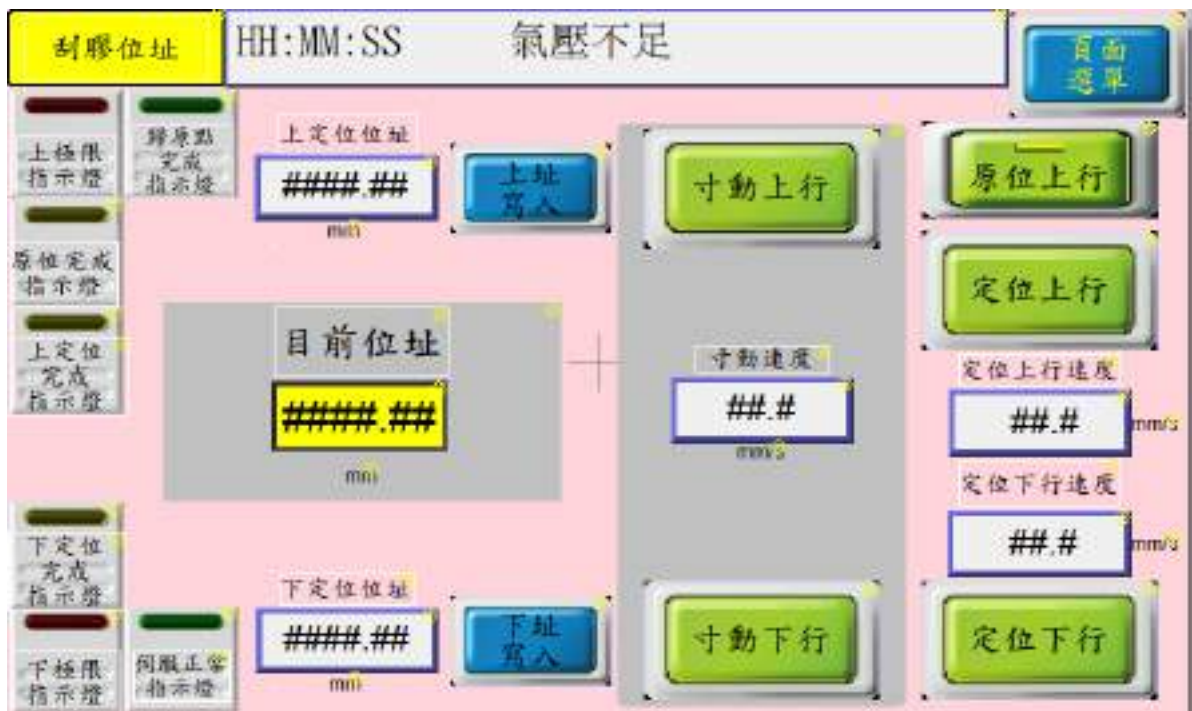 刮膠位址
HH:MM:SS 氣壓不足
頁面
選單
上極限
指示燈
歸原點
完成
指示燈
上定位位址
####.##
mm
上址
寫入
寸動上行
原位上行
原位完成
指示燈
定位上行
上定位
完成
指示燈
目前位址
####.##
mm
寸動速度
##.#
mm/s
定位上行速度
##.#
mm/s
定位下行速度
##.#
mm/s
下定位
完成
指示燈
下定位位址
####.##
mm
下址
寫入
寸動下行
定位下行
下極限
指示燈
伺服正常
指示燈